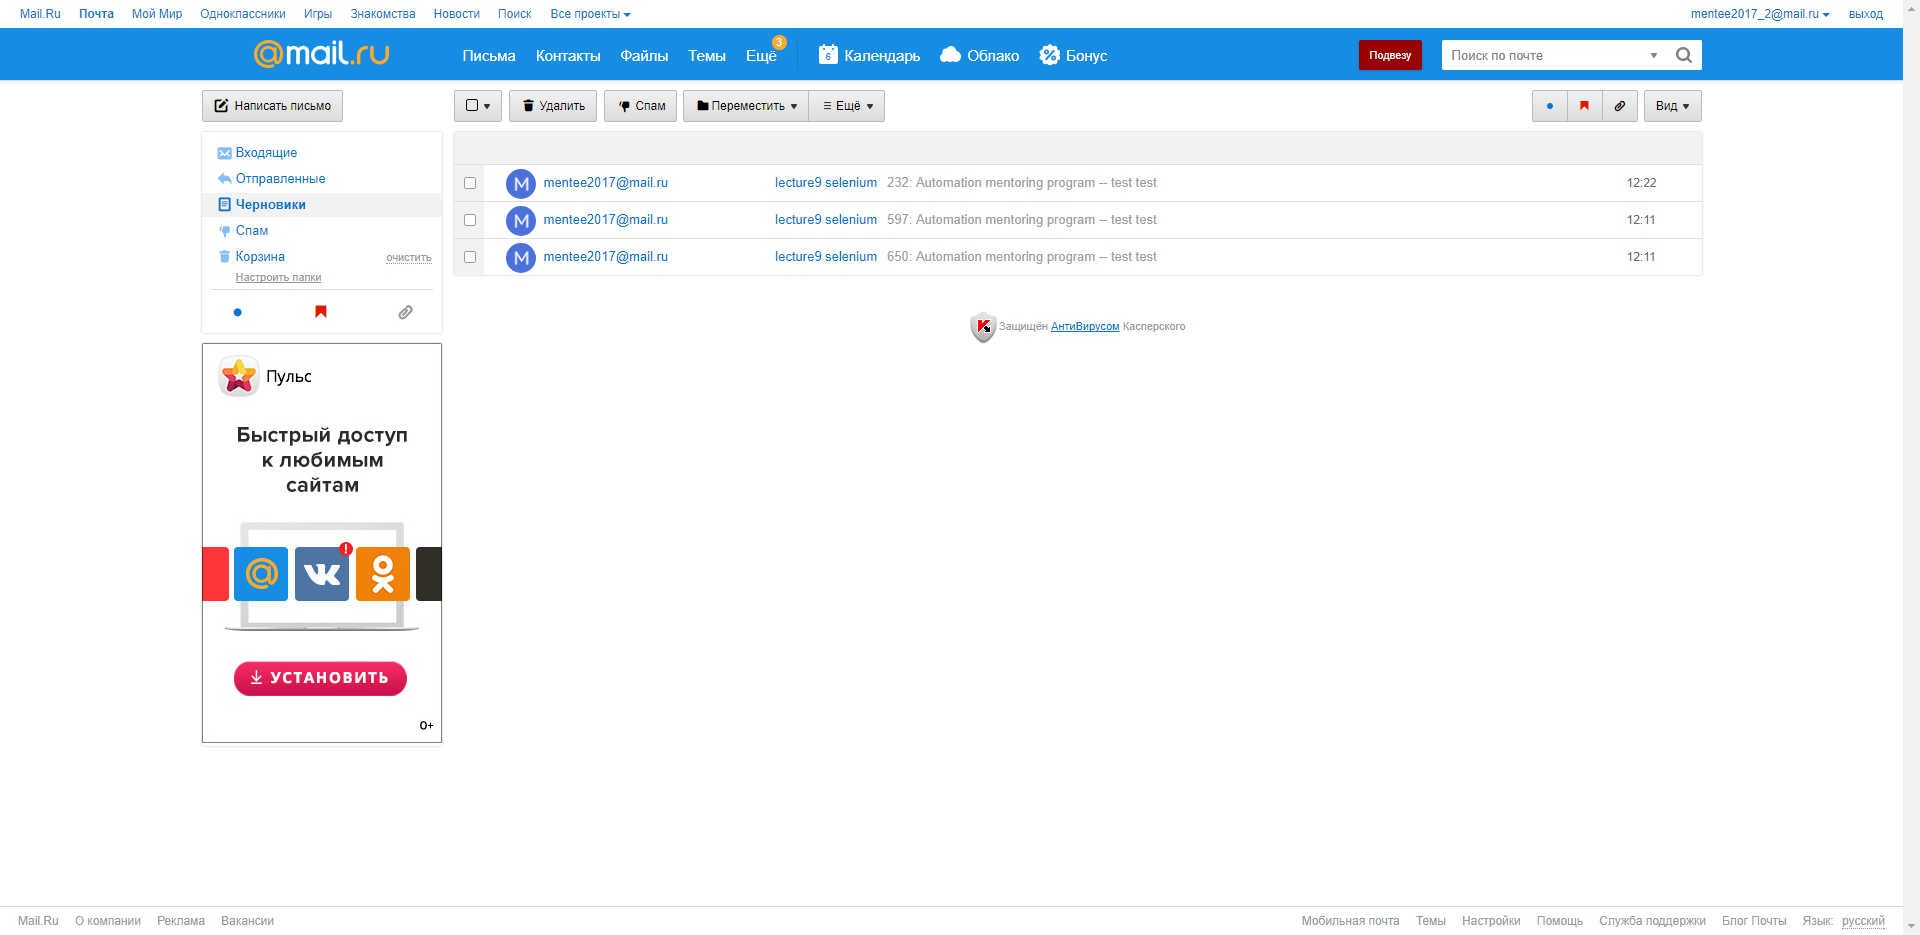 Mail.Ru Почта Мой Мир Одноклассники Игры Знакомства Новости Поиск Все проекты mentee2017_2@mail.ru выход
@mail.ru Письма Контакты Файлы Темы Ещё 3 6 Календарь Облако Бонус Подвезу Поиск по почте
Написать письмо Удалить Спам Переместить Ещё Вид
Входящие
Отправленные
Черновики
Спам
Корзина очистить
Настроить папки
M mentee2017@mail.ru lecture9 selenium 232: Automation mentoring program -- test test 12:22
M mentee2017@mail.ru lecture9 selenium 597: Automation mentoring program -- test test 12:11
M mentee2017@mail.ru lecture9 selenium 650: Automation mentoring program -- test test 12:11
Защищён АнтиВирусом Касперского
Пульс
Быстрый доступ
к любимым
сайтам
УСТАНОВИТЬ
0+
Mail.Ru О компании Реклама Вакансии Мобильная почта Темы Настройки Помощь Служба поддержки Блог Почты Язык: русский